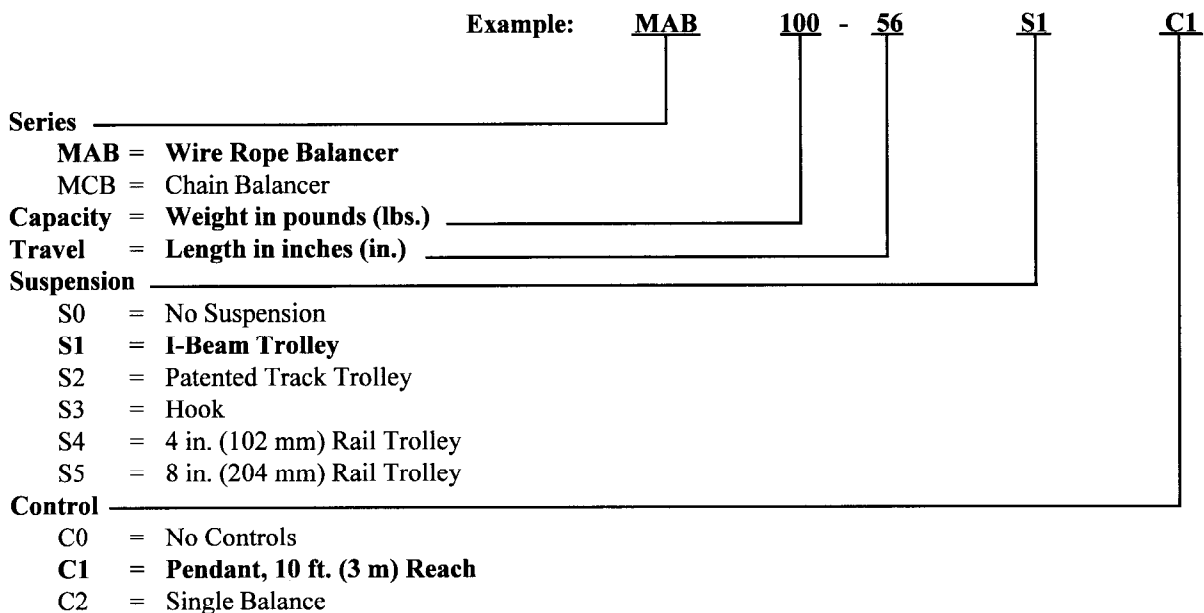 Example: MAB 100 - 56 S1 C1
Series
MAB = Wire Rope Balancer
MCB = Chain Balancer
Capacity = Weight in pounds (lbs.)
Travel = Length in inches (in.)
Suspension
S0 = No Suspension
S1 = I-Beam Trolley
S2 = Patented Track Trolley
S3 = Hook
S4 = 4 in. (102 mm) Rail Trolley
S5 = 8 in. (204 mm) Rail Trolley
Control
C0 = No Controls
C1 = Pendant, 10 ft. (3 m) Reach
C2 = Single Balance